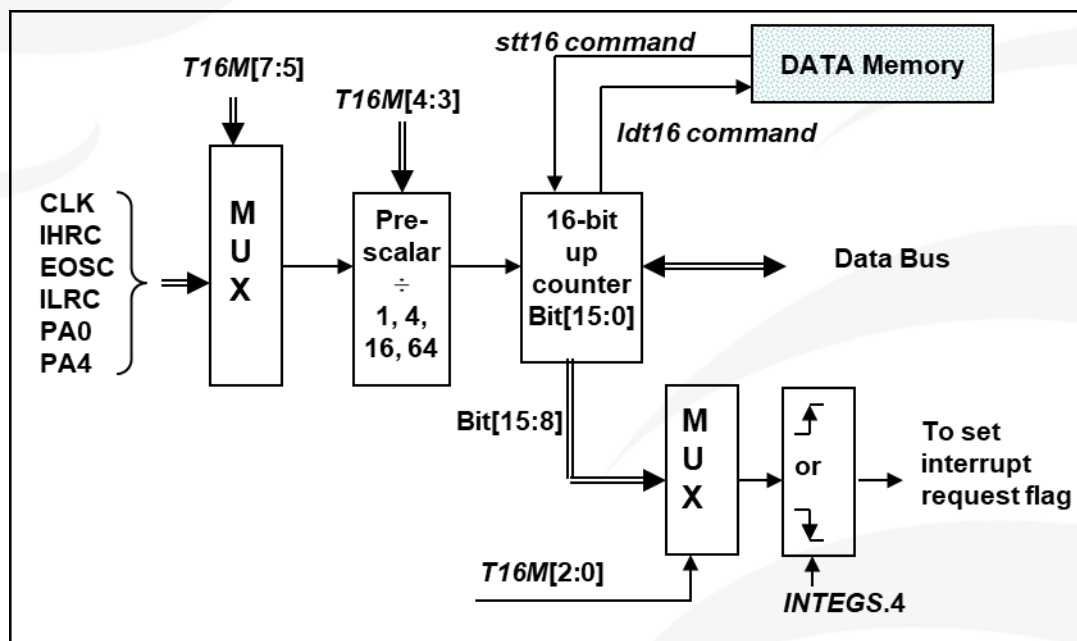 stt16 command
DATA Memory
T16M[7:5]
T16M[4:3]
ldt16 command
CLK
IHRC
EOSC
ILRC
PA0
PA4
M
U
X
Pre-
scalar
÷
1, 4,
16, 64
16-bit
up
counter
Bit[15:0]
Data Bus
Bit[15:8]
M
U
X
or
To set
interrupt
request flag
T16M[2:0]
INTEGS.4